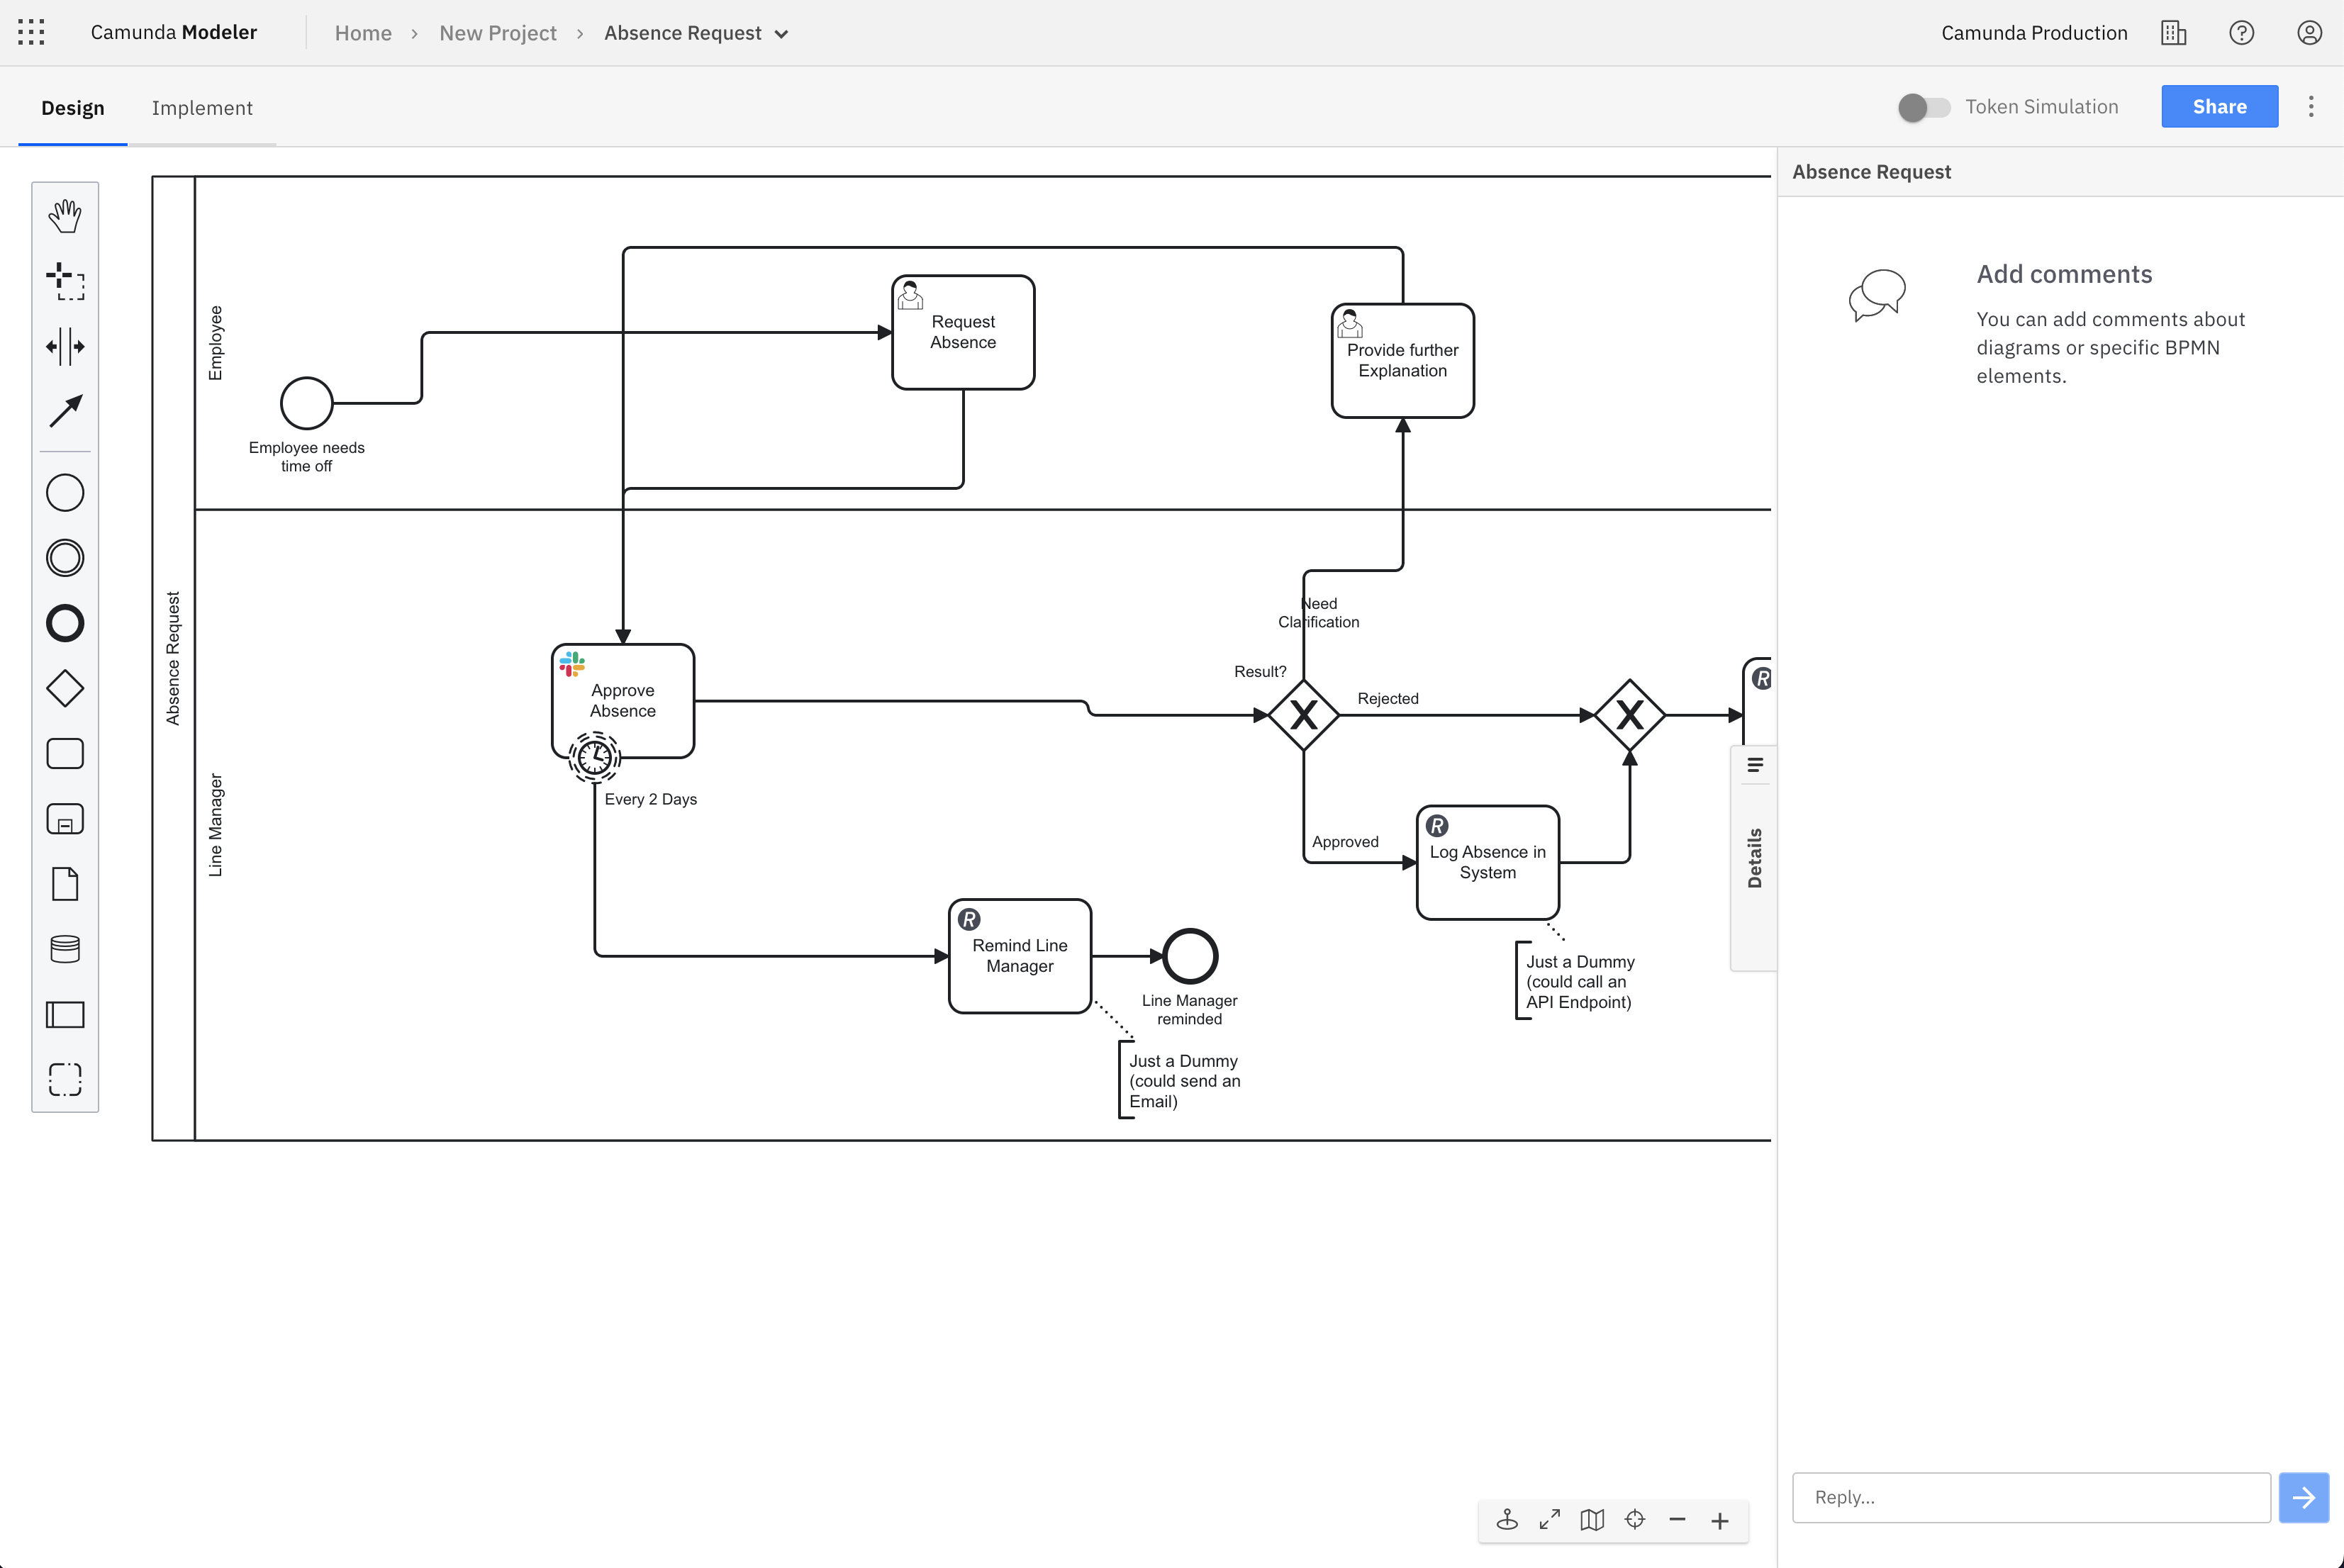 Camunda Modeler
Home
New Project
Absence Request
Camunda Production
Design
Implement
Token Simulation
Share
Absence Request
Add comments
You can add comments about
diagrams or specific BPMN
elements.
Employee
Request
Absence
Provide further
Explanation
Employee needs
time off
Absence Request
Line Manager
Need
Clarification
Result?
Rejected
Approve
Absence
Every 2 Days
Approved
Log Absence in
System
Details
Remind Line
Manager
Line Manager
reminded
Just a Dummy
(could call an
API Endpoint)
Just a Dummy
(could send an
Email)
Reply...